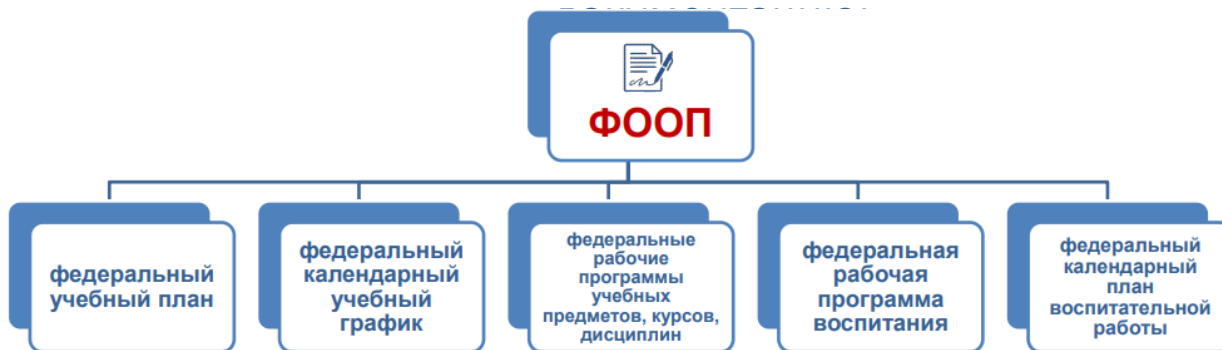 ФООП
федеральный
учебный план
федеральный
календарный
учебный
график
федеральные
рабочие
программы
учебных
предметов, курсов,
дисциплин
федеральная
рабочая
программа
воспитания
федеральный
календарный
план
воспитательной
работы